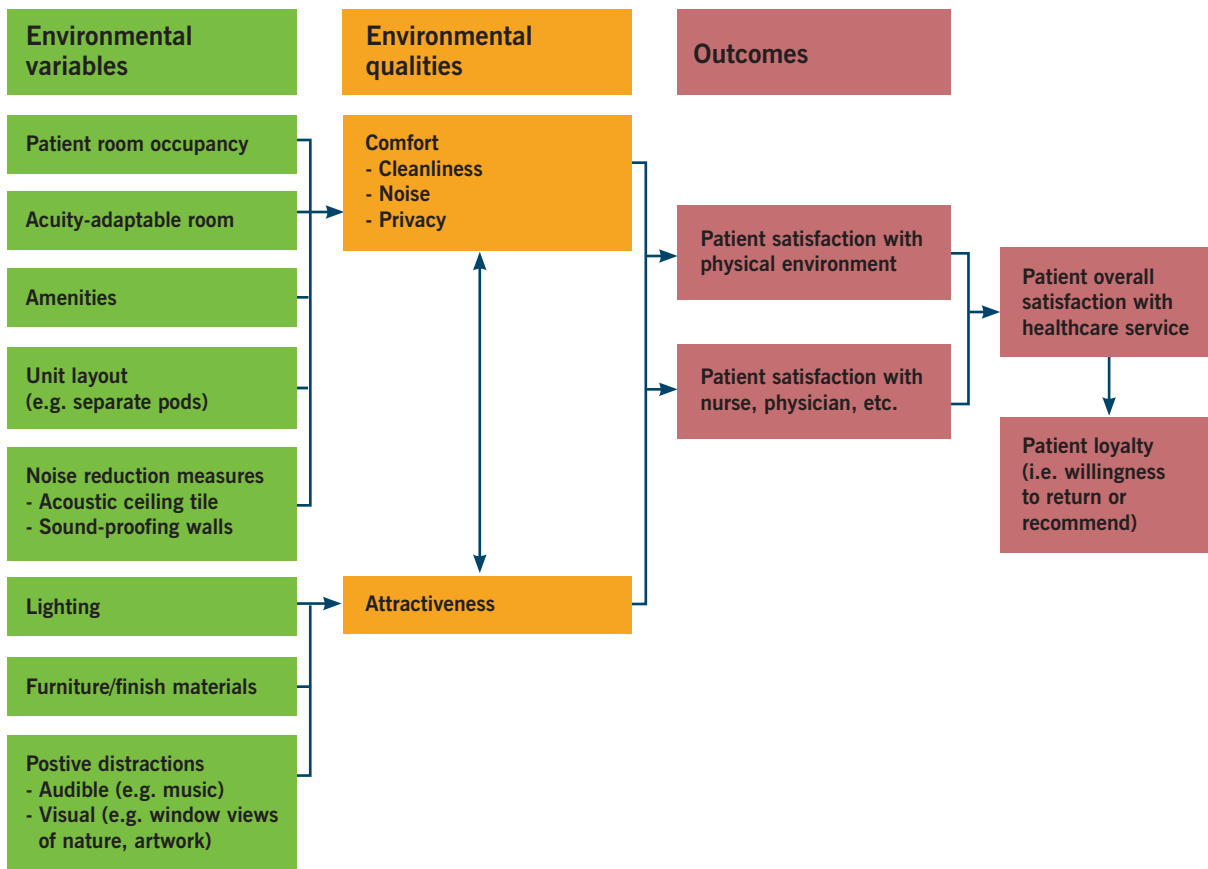 Environmental
variables
Environmental
qualities
Outcomes
Patient room occupancy
Acuity-adaptable room
Amenities
Unit layout
(e.g. separate pods)
Noise reduction measures
- Acoustic ceiling tile
- Sound-proofing walls
Lighting
Furniture/finish materials
Postive distractions
- Audible (e.g. music)
- Visual (e.g. window views
of nature, artwork)
Comfort
- Cleanliness
- Noise
- Privacy
Attractiveness
Patient satisfaction with
physical environment
Patient satisfaction with
nurse, physician, etc.
Patient overall
satisfaction with
healthcare service
Patient loyalty
(i.e. willingness
to return or
recommend)